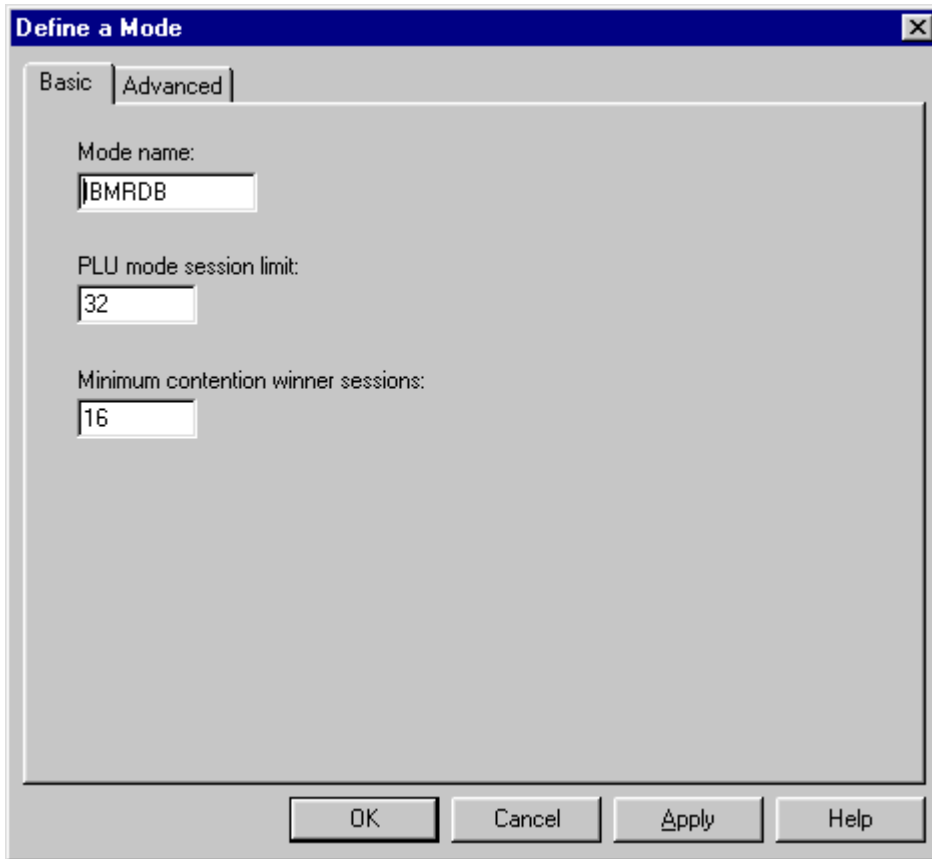 Define a Mode
Basic Advanced
Mode name:
IBMRDB
PLU mode session limit:
32
Minimum contention winner sessions:
16
OK Cancel Apply Help